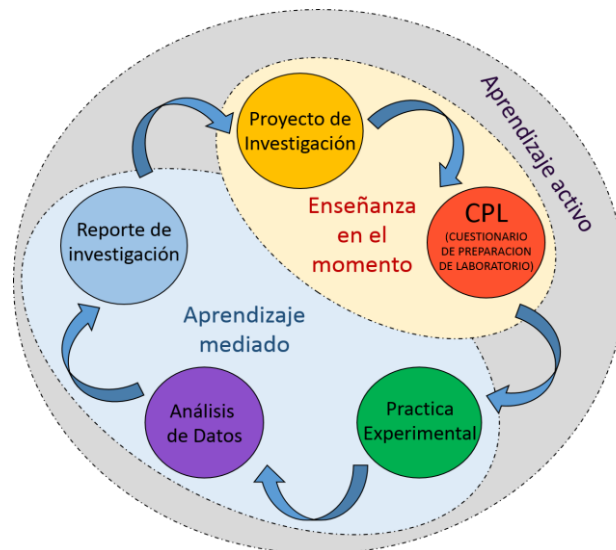 Aprendizaje activo
Proyecto de
Investigación
CPL
(CUESTIONARIO
DE PREPARACION
DE LABORATORIO)
Enseñanza
en el
momento
Reporte de
investigación
Aprendizaje
mediado
Análisis
de Datos
Practica
Experimental